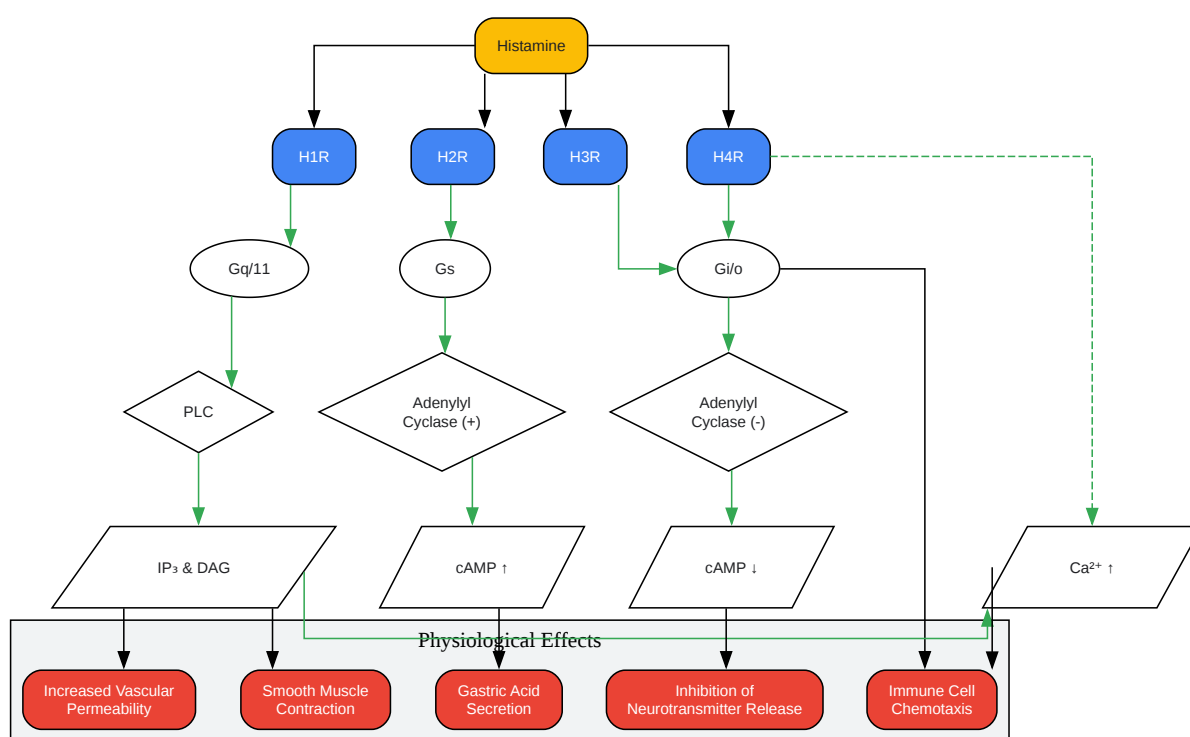 Histamine
H1R
H2R
H3R
H4R
Gq/11
Gs
Gi/o
PLC
Adenylyl
Cyclase (+)
Adenylyl
Cyclase (-)
IP₃ & DAG
cAMP ↑
cAMP ↓
Ca²⁺ ↑
Physiological Effects
Increased Vascular
Permeability
Smooth Muscle
Contraction
Gastric Acid
Secretion
Inhibition of
Neurotransmitter Release
Immune Cell
Chemotaxis